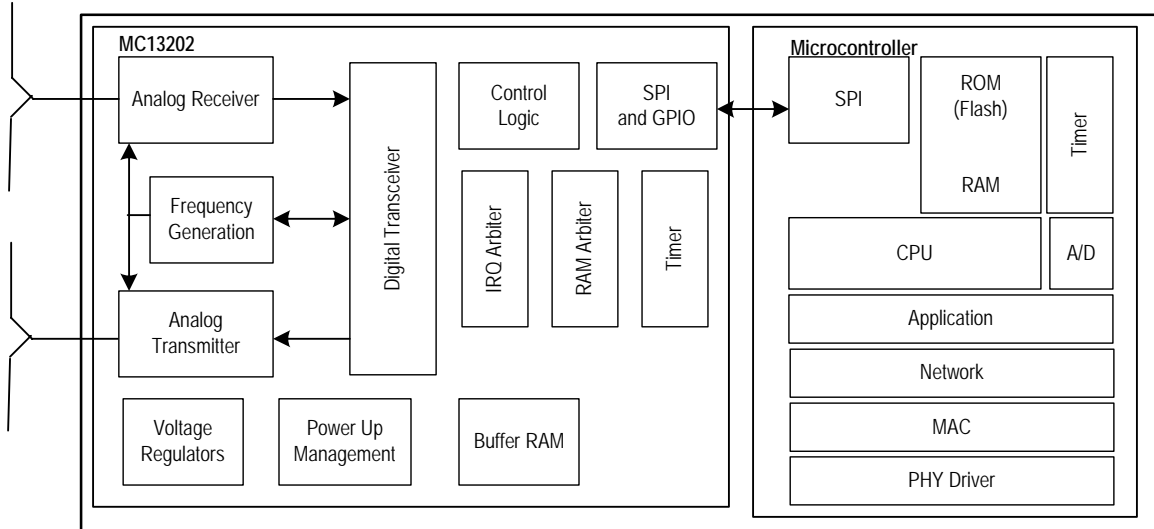 MC13202
Analog Receiver
Frequency
Generation
Analog
Transmitter
Digital Transceiver
Control
Logic
SPI
and GPIO
IRQ Arbiter
RAM Arbiter
Timer
Voltage
Regulators
Power Up
Management
Buffer RAM
Microcontroller
SPI
ROM
(Flash)
RAM
Timer
CPU
A/D
Application
Network
MAC
PHY Driver